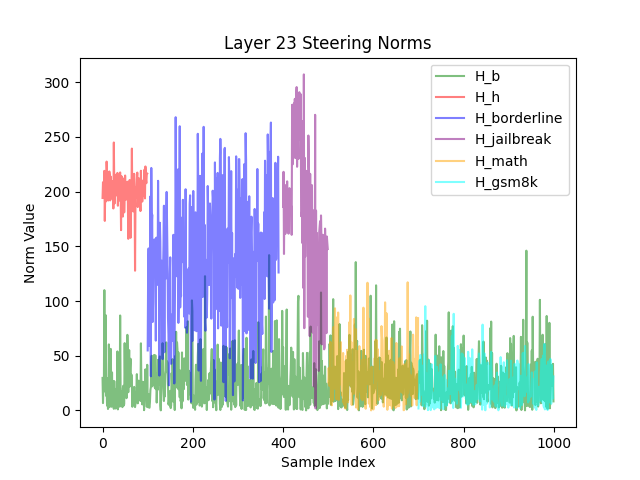 Layer 23 Steering Norms
Norm Value
300
250
200
150
100
50
0
0
200
400
600
800
1000
Sample Index
H_b
H_h
H_borderline
H_jailbreak
H_math
H_gsm8k